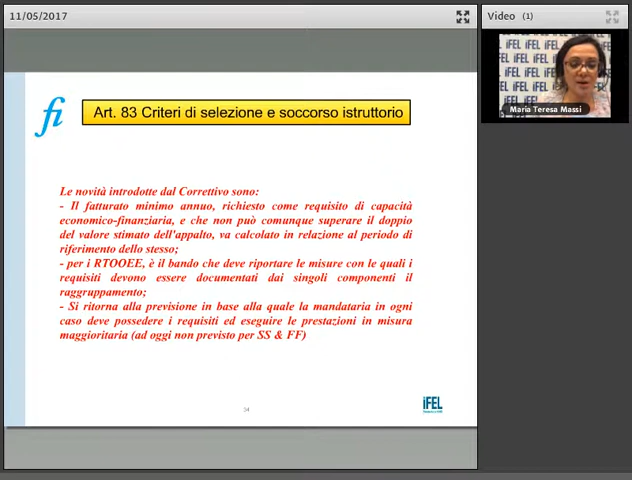 11/05/2017
Video (1)
fi
Art. 83 Criteri di selezione e soccorso istruttorio
Maria Teresa Massi
Le novità introdotte dal Correttivo sono:
- Il fatturato minimo annuo, richiesto come requisito di capacità
economico-finanziaria, e che non può comunque superare il doppio
del valore stimato dell'appalto, va calcolato in relazione al periodo di
riferimento dello stesso;
- per i RTOOEE, è il bando che deve riportare le misure con le quali i
requisiti devono essere documentati dai singoli componenti il
raggruppamento;
- Si ritorna alla previsione in base alla quale la mandataria in ogni
caso deve possedere i requisiti ed eseguire le prestazioni in misura
maggioritaria (ad oggi non previsto per SS & FF)
34
iFEL